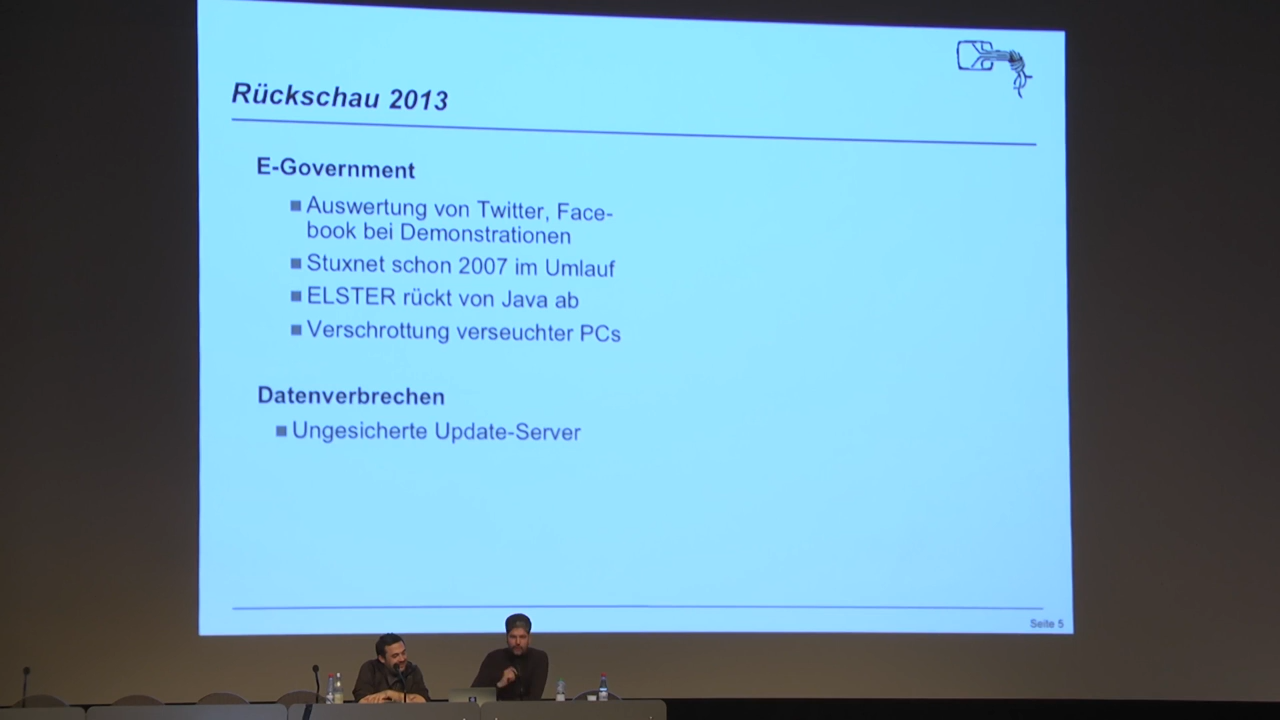 Rückschau 2013
E-Government
Auswertung von Twitter, Face-
book bei Demonstrationen
Stuxnet schon 2007 im Umlauf
ELSTER rückt von Java ab
Verschrottung verseuchter PCs
Datenverbrechen
Ungesicherte Update-Server
Seite 5